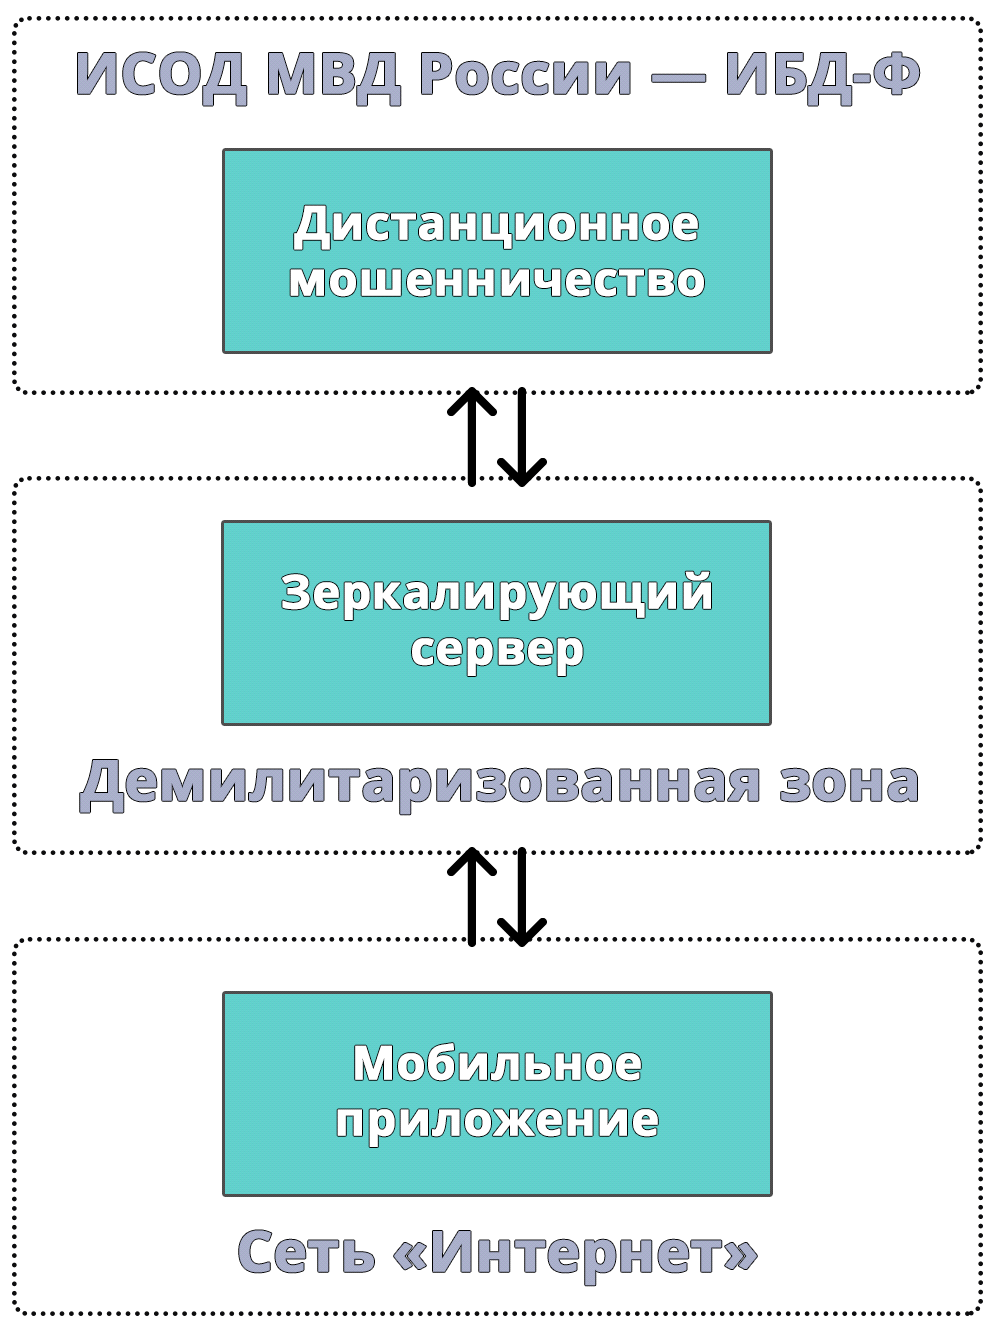 ИСОД МВД России — ИБД-Ф
Дистанционное
мошенничество
Зеркалирующий
сервер
Демилитаризованная зона
Мобильное
приложение
Сеть «Интернет»